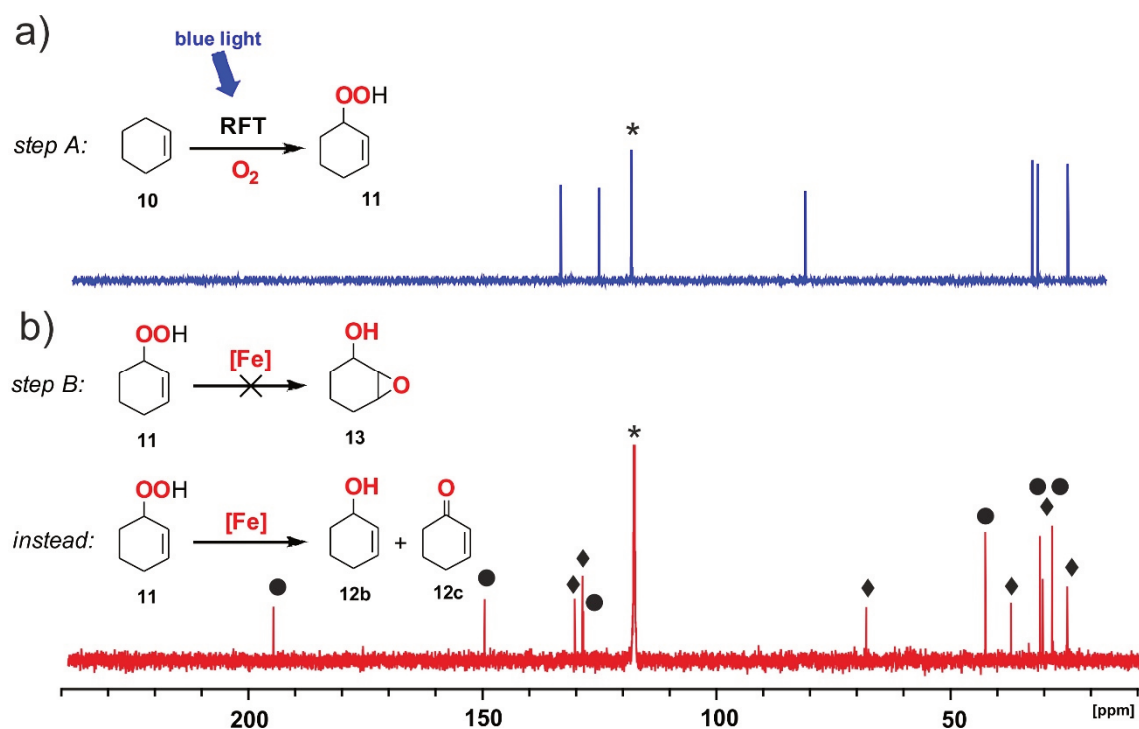 a)
blue light
step A:
RFT
O2
OOH
10
11
*
b)
step B:
OOH
[Fe]
OH
O
11
13
*
instead:
OOH
[Fe]
OH
+
O
11
12b
12c
200
150
100
50
[ppm]